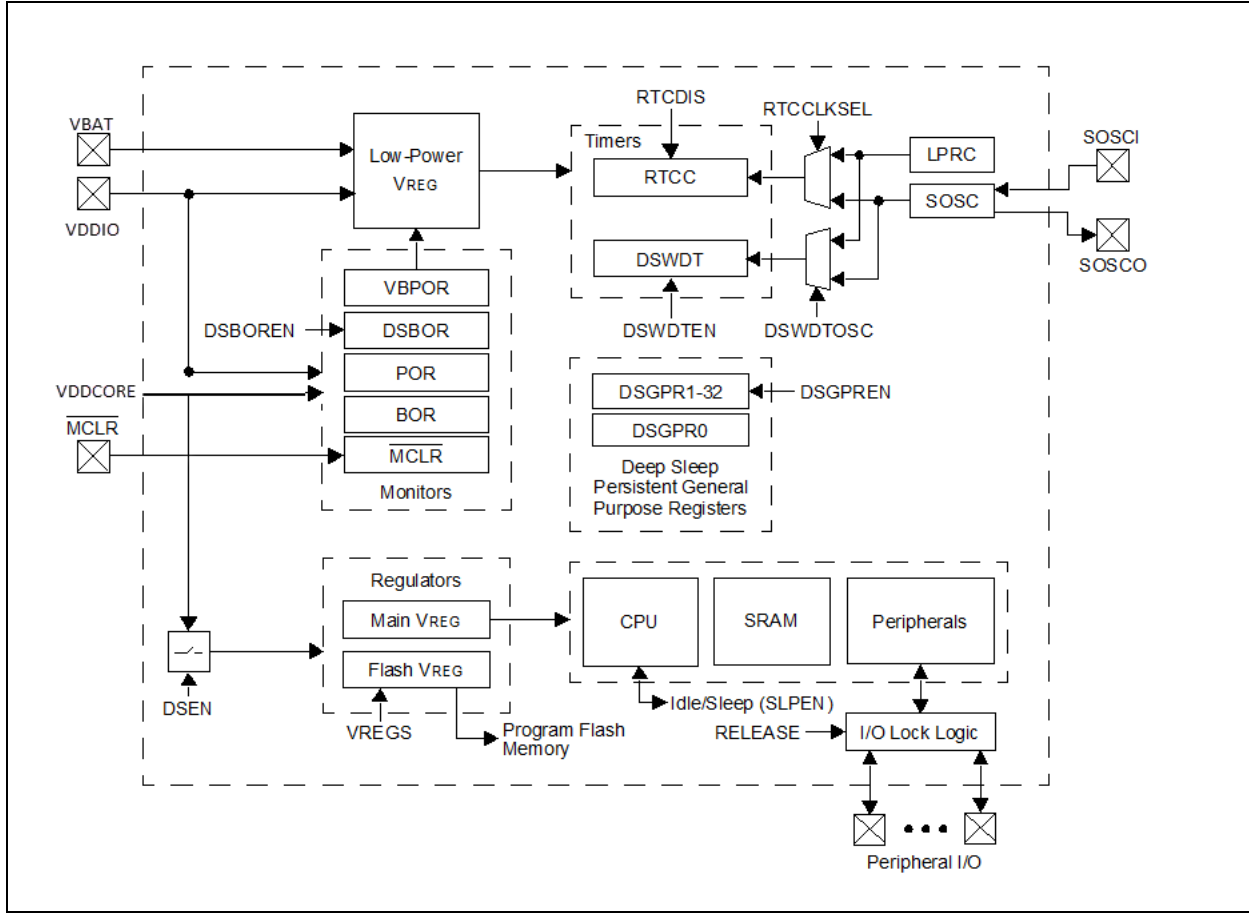 RTCDIS
RTCCLKSEL
VBAT
SOSCI
Timers
Low-Power
VREG
LPRC
RTCC
SOSC
VDDIO
SOSCO
DSWDT
VBPOR
DSBOREN
DSBOR
DSWDTEN
DSWDTOSC
POR
VDDCORE
DSGPR1-32
DSGPREN
BOR
MCLR
DSGPR0
MCLR
Monitors
Deep Sleep
Persistent General
Purpose Registers
Regulators
Main VREG
CPU
SRAM
Peripherals
Flash VREG
DSEN
Idle/Sleep (SLPEN)
VREGS
Program Flash
Memory
RELEASE
I/O Lock Logic
Peripheral I/O